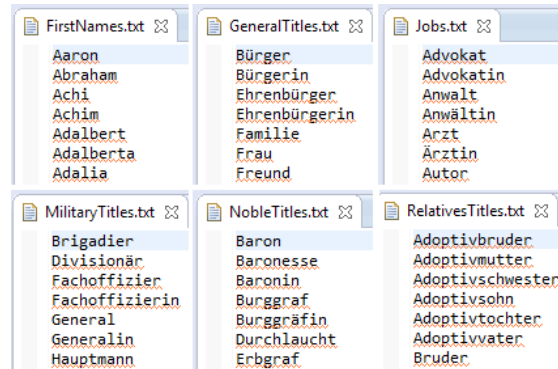 FirstNames.txt
Aaron
Abraham
Achi
Achim
Adalbert
Adalberta
Adalia
GeneralTitles.txt
Bürger
Bürgerin
Ehrenbürger
Ehrenbürgerin
Familie
Frau
Freund
Jobs.txt
Advokat
Advokatin
Anwalt
Anwältin
Arzt
Ärztin
Autor
MilitaryTitles.txt
Brigadier
Divisionär
Fachoffizier
Fachoffizierin
General
Generalin
Hauptmann
NobleTitles.txt
Baron
Baronesse
Baronin
Burggraf
Burggräfin
Durchlaucht
Erbgraf
RelativesTitles.txt
Adoptivbruder
Adoptivmutter
Adoptivschwester
Adoptivsohn
Adoptivtochter
Adoptivvater
Bruder